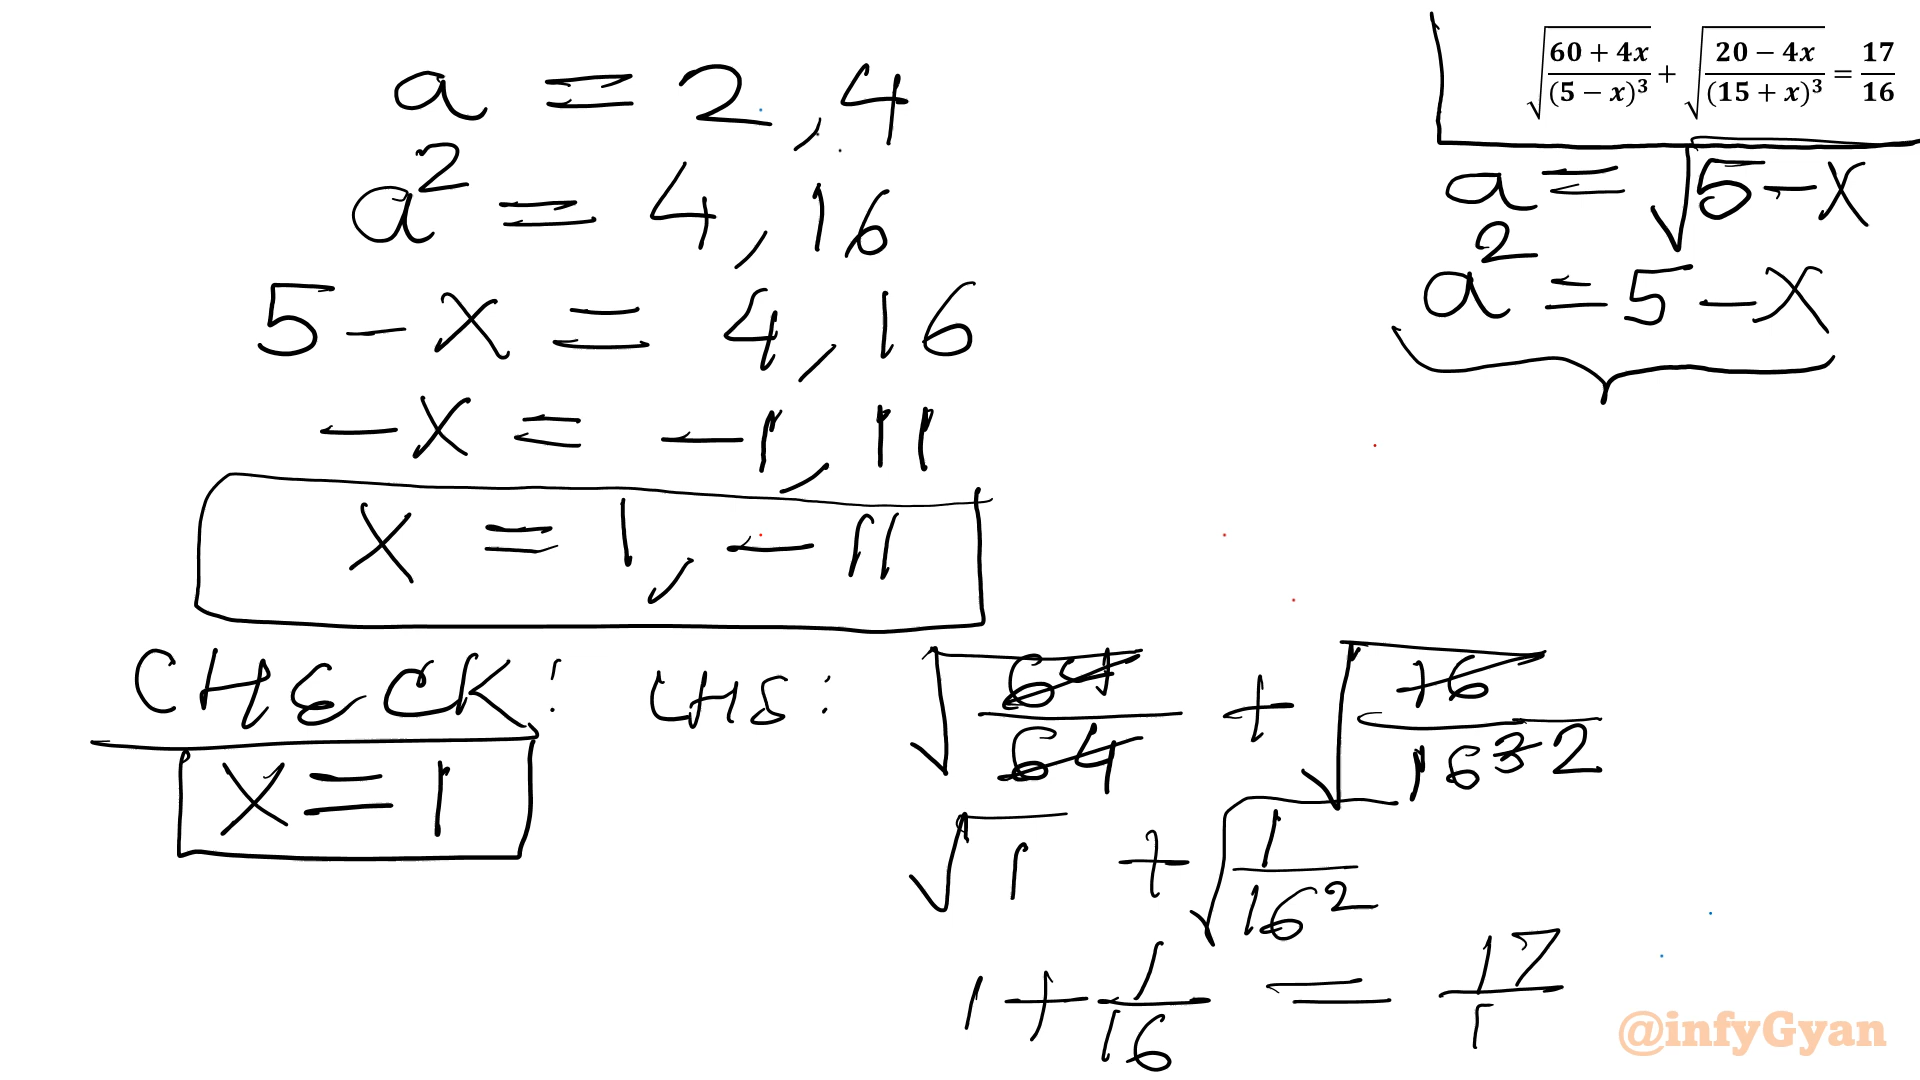 √((60 + 4x)/(5 − x)³) + √((20 − 4x)/(15 + x)³) = 17/16
a = 2, 4
a² = 4, 16
5 − x = 4, 16
−x = −1, 11
x = 1, −11
a = √(5 − x)
a² = 5 − x
CHECK: LHS: √(64/64) + √(16/16³ ²)
x = 1
√1 + √(1/16²)
1 + 1/16 = 17/1
@infyGyan